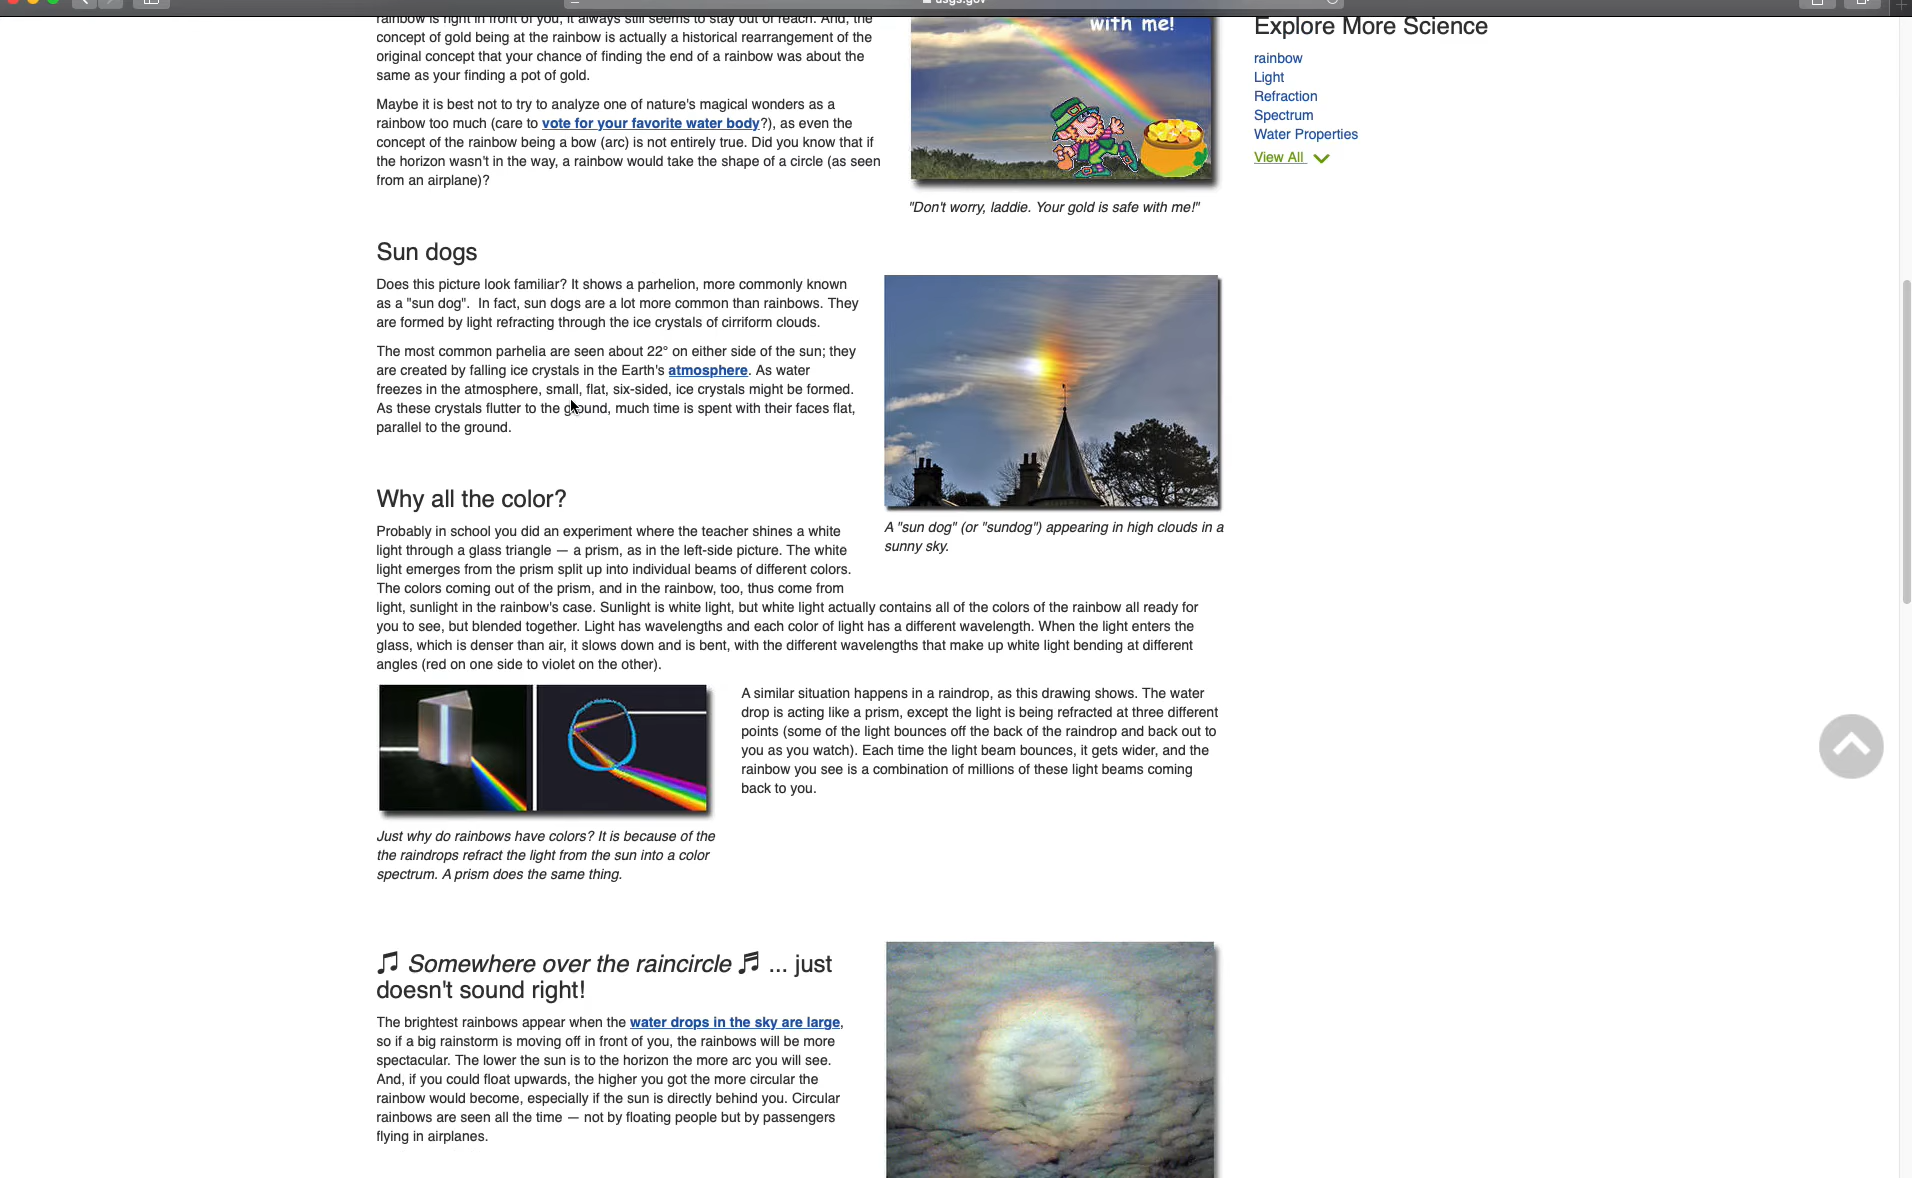 usgs.gov
rainbow is right in front of you, it always still seems to stay out of reach. And, the
concept of gold being at the rainbow is actually a historical rearrangement of the
original concept that your chance of finding the end of a rainbow was about the
same as your finding a pot of gold.
Maybe it is best not to try to analyze one of nature's magical wonders as a
rainbow too much (care to vote for your favorite water body?), as even the
concept of the rainbow being a bow (arc) is not entirely true. Did you know that if
the horizon wasn't in the way, a rainbow would take the shape of a circle (as seen
from an airplane)?
with me!
"Don't worry, laddie. Your gold is safe with me!"
Explore More Science
rainbow
Light
Refraction
Spectrum
Water Properties
View All
Sun dogs
Does this picture look familiar? It shows a parhelion, more commonly known
as a "sun dog".  In fact, sun dogs are a lot more common than rainbows. They
are formed by light refracting through the ice crystals of cirriform clouds.
The most common parhelia are seen about 22° on either side of the sun; they
are created by falling ice crystals in the Earth's atmosphere. As water
freezes in the atmosphere, small, flat, six-sided, ice crystals might be formed.
As these crystals flutter to the ground, much time is spent with their faces flat,
parallel to the ground.
A "sun dog" (or "sundog") appearing in high clouds in a
sunny sky.
Why all the color?
Probably in school you did an experiment where the teacher shines a white
light through a glass triangle — a prism, as in the left-side picture. The white
light emerges from the prism split up into individual beams of different colors.
The colors coming out of the prism, and in the rainbow, too, thus come from
light, sunlight in the rainbow's case. Sunlight is white light, but white light actually contains all of the colors of the rainbow all ready for
you to see, but blended together. Light has wavelengths and each color of light has a different wavelength. When the light enters the
glass, which is denser than air, it slows down and is bent, with the different wavelengths that make up white light bending at different
angles (red on one side to violet on the other).
A similar situation happens in a raindrop, as this drawing shows. The water
drop is acting like a prism, except the light is being refracted at three different
points (some of the light bounces off the back of the raindrop and back out to
you as you watch). Each time the light beam bounces, it gets wider, and the
rainbow you see is a combination of millions of these light beams coming
back to you.
Just why do rainbows have colors? It is because of the
the raindrops refract the light from the sun into a color
spectrum. A prism does the same thing.
♫ Somewhere over the raincircle ♬ ... just
doesn't sound right!
The brightest rainbows appear when the water drops in the sky are large,
so if a big rainstorm is moving off in front of you, the rainbows will be more
spectacular. The lower the sun is to the horizon the more arc you will see.
And, if you could float upwards, the higher you got the more circular the
rainbow would become, especially if the sun is directly behind you. Circular
rainbows are seen all the time — not by floating people but by passengers
flying in airplanes.